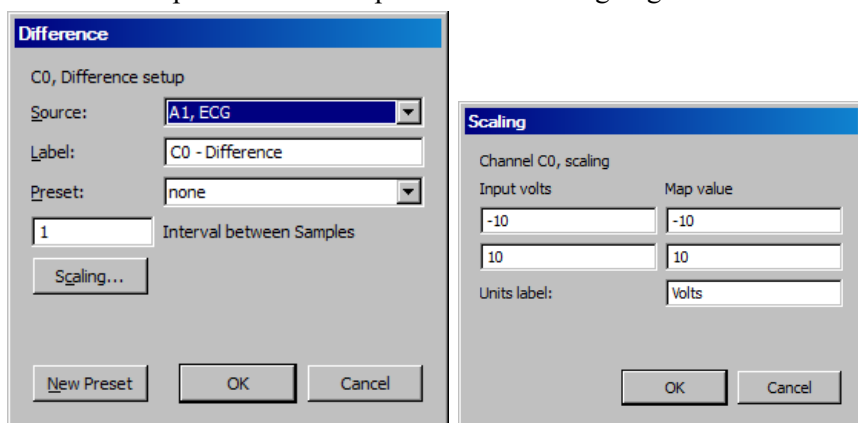 Difference
C0, Difference setup
Source: A1, ECG
Label: C0 - Difference
Preset: none
1 Interval between Samples
Scaling...
New Preset OK Cancel
Scaling
Channel C0, scaling
Input volts Map value
-10 -10
10 10
Units label: Volts
OK Cancel